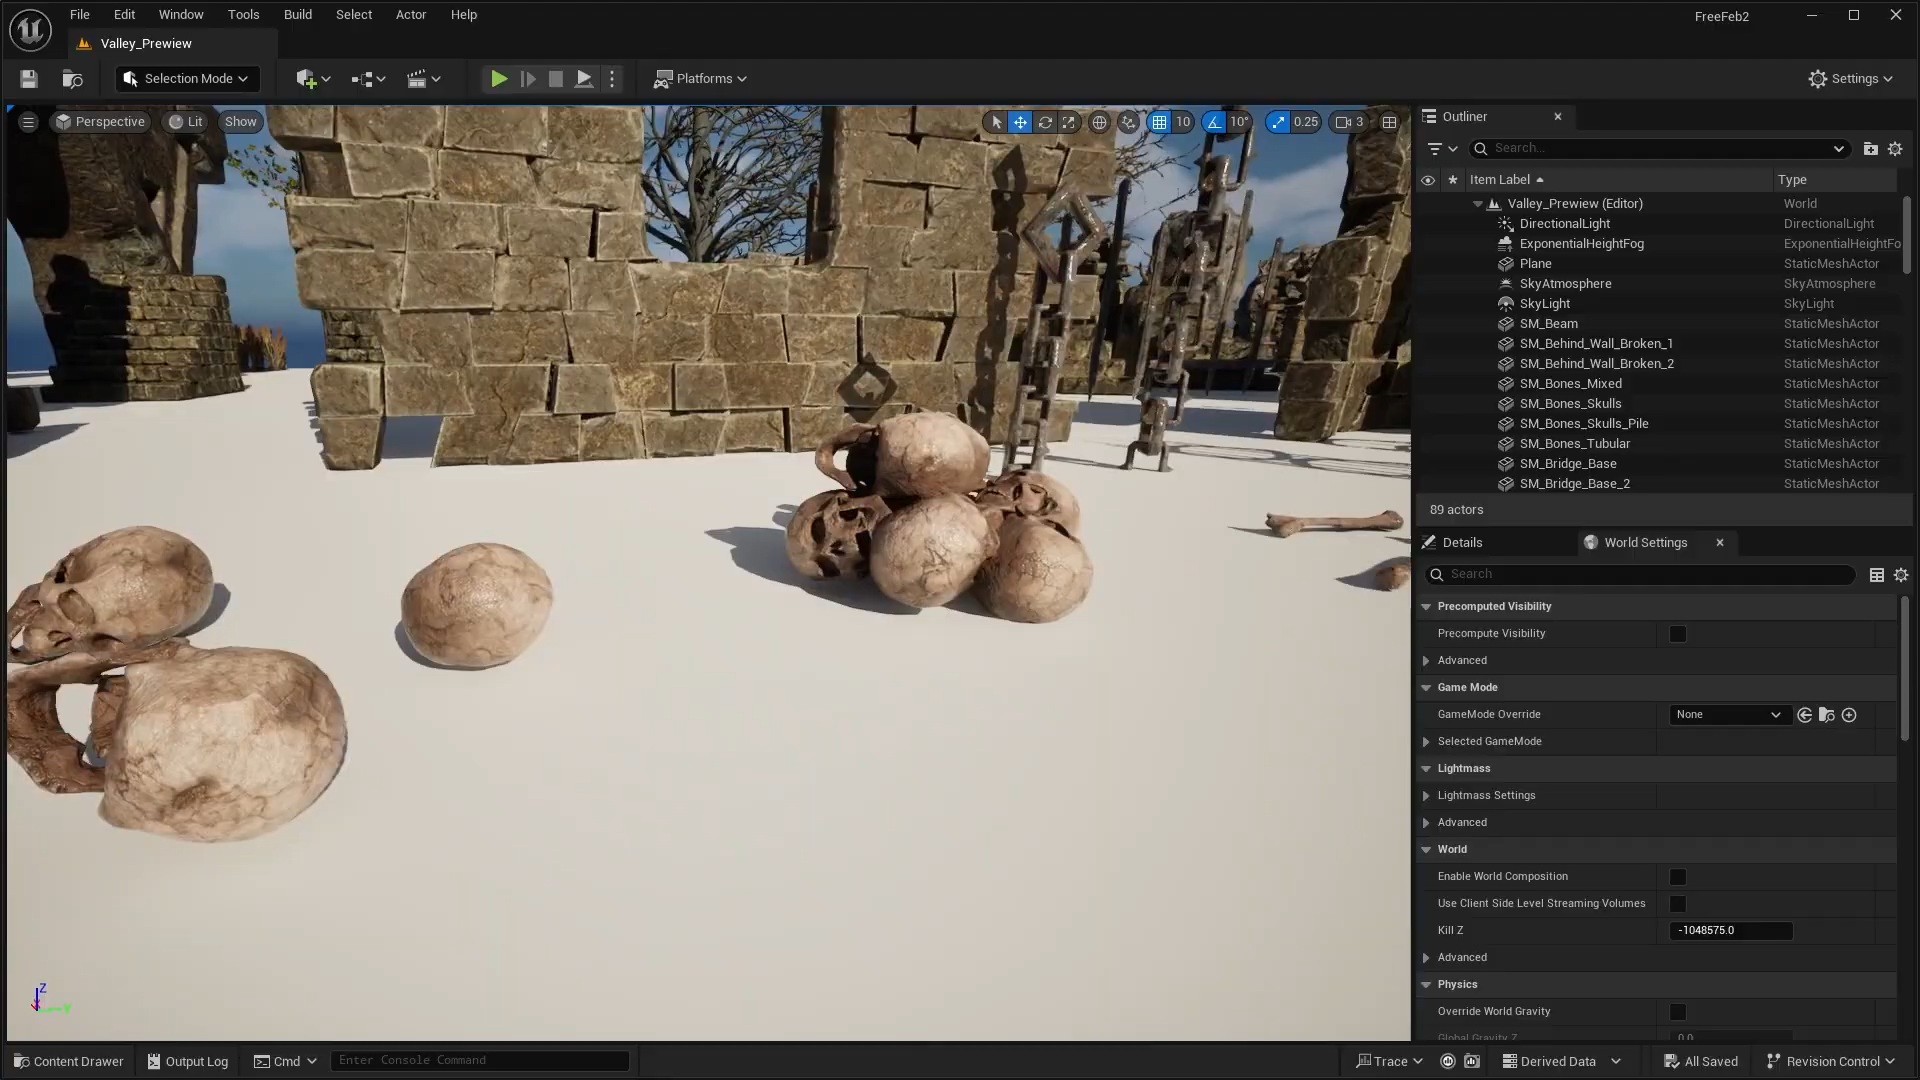 File Edit Window Tools Build Select Actor Help
FreeFeb2
Valley_Prewiew
Selection Mode
Platforms
Settings
Perspective Lit Show
10 10° 0.25 3
Outliner
Search...
Item Label Type
Valley_Prewiew (Editor) World
DirectionalLight DirectionalLight
ExponentialHeightFog ExponentialHeightFo
Plane StaticMeshActor
SkyAtmosphere SkyAtmosphere
SkyLight SkyLight
SM_Beam StaticMeshActor
SM_Behind_Wall_Broken_1 StaticMeshActor
SM_Behind_Wall_Broken_2 StaticMeshActor
SM_Bones_Mixed StaticMeshActor
SM_Bones_Skulls StaticMeshActor
SM_Bones_Skulls_Pile StaticMeshActor
SM_Bones_Tubular StaticMeshActor
SM_Bridge_Base StaticMeshActor
SM_Bridge_Base_2 StaticMeshActor
89 actors
Details World Settings
Search
Precomputed Visibility
Precompute Visibility
Advanced
Game Mode
GameMode Override None
Selected GameMode
Lightmass
Lightmass Settings
Advanced
World
Enable World Composition
Use Client Side Level Streaming Volumes
Kill Z -1048575.0
Advanced
Physics
Override World Gravity
Global Gravity Z 0.0
Z
Y
Content Drawer Output Log Cmd Enter Console Command
Trace Derived Data All Saved Revision Control